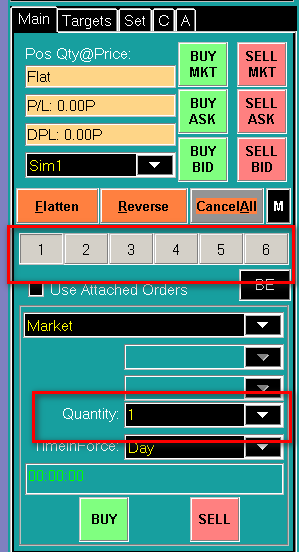 Main Targets Set C A
Pos Qty@Price:
Flat
P/L: 0.00P
DPL: 0.00P
Sim1
BUY MKT
SELL MKT
BUY ASK
SELL ASK
BUY BID
SELL BID
Flatten Reverse CancelAll M
1 2 3 4 5 6
Use Attached Orders BE
Market
Quantity: 1
TimeInForce: Day
00:00:00
BUY SELL